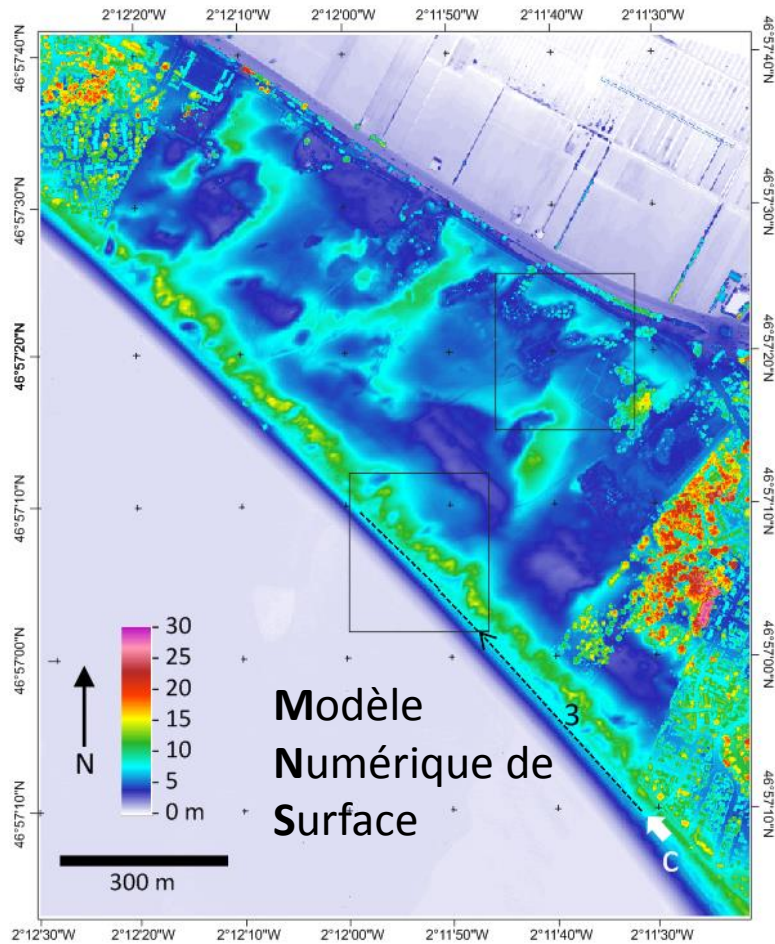 2°12'20"W 2°12'10"W 2°12'00"W 2°11'50"W 2°11'40"W 2°11'30"W
46°57'40"N 46°57'40"N
46°57'30"N 46°57'30"N
46°57'20"N 46°57'20"N
46°57'10"N 46°57'10"N
30
25
20
15
10
5
0 m
N
300 m
Modèle
Numérique de
Surface
3
C
46°57'00"N 46°57'00"N
46°57'10"N 46°57'10"N
2°12'30"W 2°12'20"W 2°12'10"W 2°12'00"W 2°11'50"W 2°11'40"W 2°11'30"W